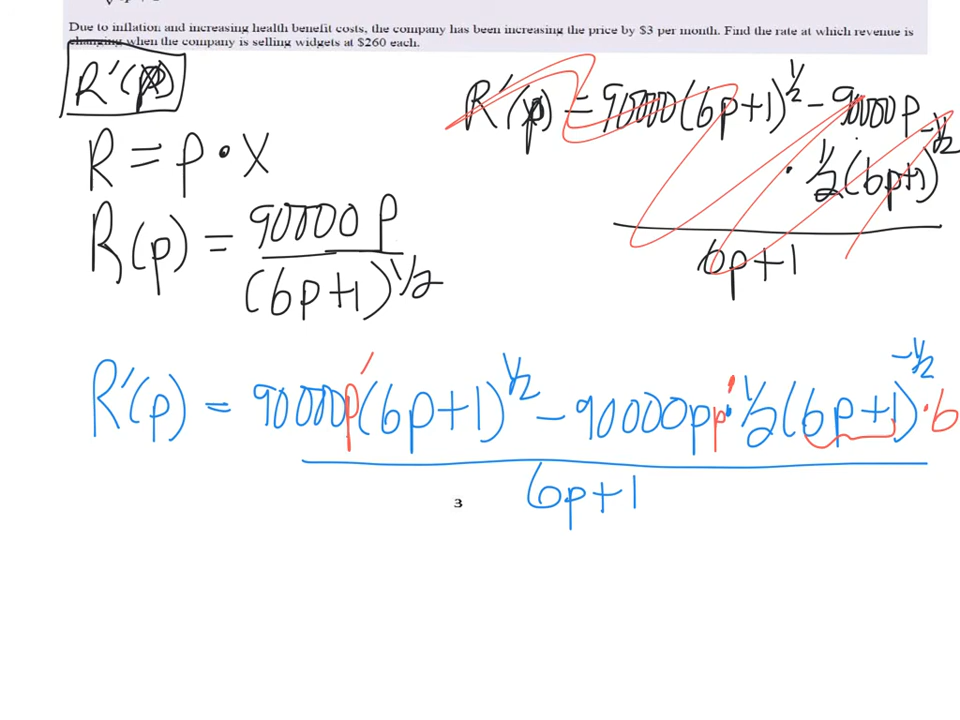 Due to inflation and increasing health benefit costs, the company has been increasing the price by $3 per month. Find the rate at which revenue is
changing when the company is selling widgets at $260 each.
R'(p)
R = p • X
R(p) = 90000 p
(6p+1)^1/2
R'(p) = 90000(6p+1)^1/2 - 90000p
• 1/2(6p+1)^-1/2
6p+1
R'(p) = 90000p'(6p+1)^1/2 - 90000pp' • 1/2(6p+1)^-1/2 • 6
6p+1
3